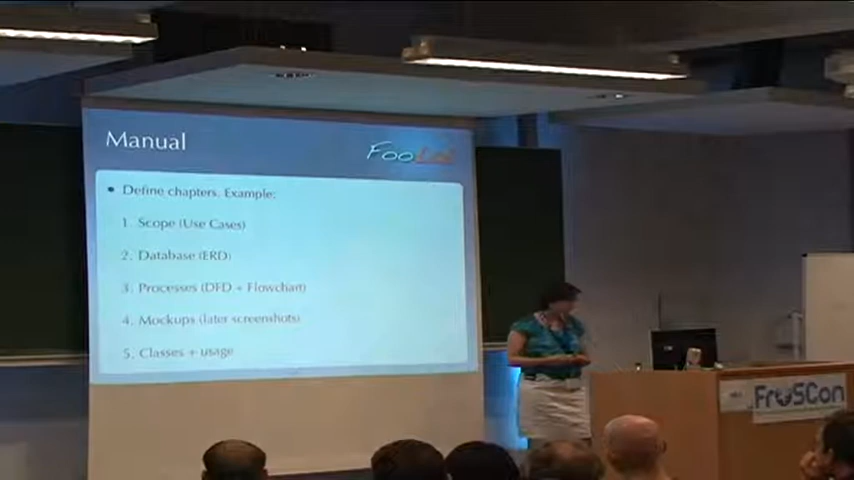 Manual
Foo
• Define chapters. Example:
1. Scope (Use Cases)
2. Database (ERD)
3. Processes (DFD + Flowchart)
4. Mockups (later screenshots)
5. Classes + usage
FrOSCon